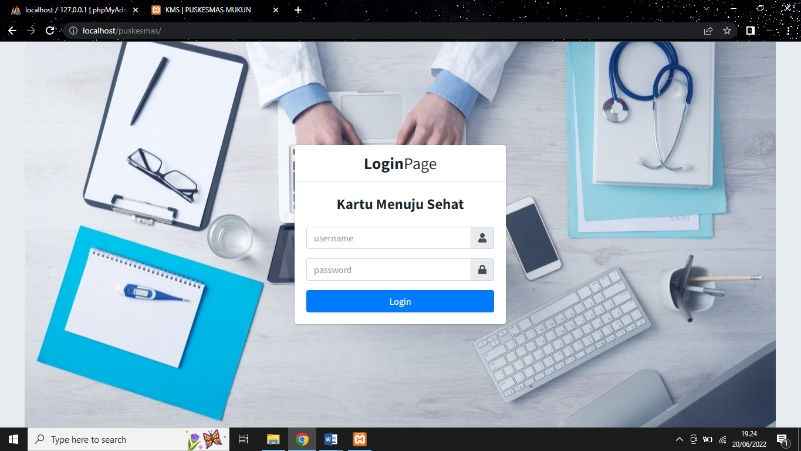 localhost / 127.0.0.1 | phpMyAdm
KMS | PUSKESMAS MUKUN
localhost/puskesmas/
LoginPage
Kartu Menuju Sehat
username
password
Login
Type here to search
19.24
20/06/2022